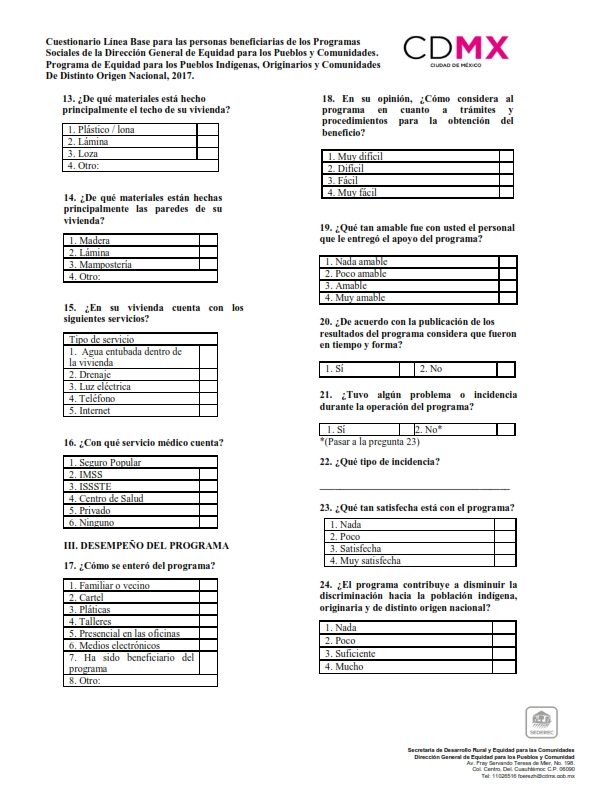 Cuestionario Línea Base para las personas beneficiarias de los Programas
Sociales de la Dirección General de Equidad para los Pueblos y Comunidades.
Programa de Equidad para los Pueblos Indígenas, Originarios y Comunidades
De Distinto Origen Nacional, 2017.
CDMX
CIUDAD DE MÉXICO
13. ¿De qué materiales está hecho
principalmente el techo de su vivienda?
1. Plástico / lona
2. Lámina
3. Loza
4. Otro:
14. ¿De qué materiales están hechas
principalmente las paredes de su
vivienda?
1. Madera
2. Lámina
3. Mampostería
4. Otro:
15. ¿En su vivienda cuenta con los
siguientes servicios?
Tipo de servicio
1. Agua entubada dentro de
la vivienda
2. Drenaje
3. Luz eléctrica
4. Teléfono
5. Internet
16. ¿Con qué servicio médico cuenta?
1. Seguro Popular
2. IMSS
3. ISSSTE
4. Centro de Salud
5. Privado
6. Ninguno
III. DESEMPEÑO DEL PROGRAMA
17. ¿Cómo se enteró del programa?
1. Familiar o vecino
2. Cartel
3. Pláticas
4. Talleres
5. Presencial en las oficinas
6. Medios electrónicos
7. Ha sido beneficiario del
programa
8. Otro:
18. En su opinión, ¿Cómo considera al
programa en cuanto a trámites y
procedimientos para la obtención del
beneficio?
1. Muy difícil
2. Difícil
3. Fácil
4. Muy fácil
19. ¿Qué tan amable fue con usted el personal
que le entregó el apoyo del programa?
1. Nada amable
2. Poco amable
3. Amable
4. Muy amable
20. ¿De acuerdo con la publicación de los
resultados del programa considera que fueron
en tiempo y forma?
1. Sí 2. No
21. ¿Tuvo algún problema o incidencia
durante la operación del programa?
1. Sí 2. No*
*(Pasar a la pregunta 23)
22. ¿Qué tipo de incidencia?
23. ¿Qué tan satisfecha está con el programa?
1. Nada
2. Poco
3. Satisfecha
4. Muy satisfecha
24. ¿El programa contribuye a disminuir la
discriminación hacia la población indígena,
originaria y de distinto origen nacional?
1. Nada
2. Poco
3. Suficiente
4. Mucho
SEDEREC
Secretaría de Desarrollo Rural y Equidad para las Comunidades
Dirección General de Equidad para los Pueblos y Comunidad
Av. Fray Servando Teresa de Mier, No. 198.
Col. Centro, Del. Cuauhtémoc C.P. 06090
Tel: 11026516